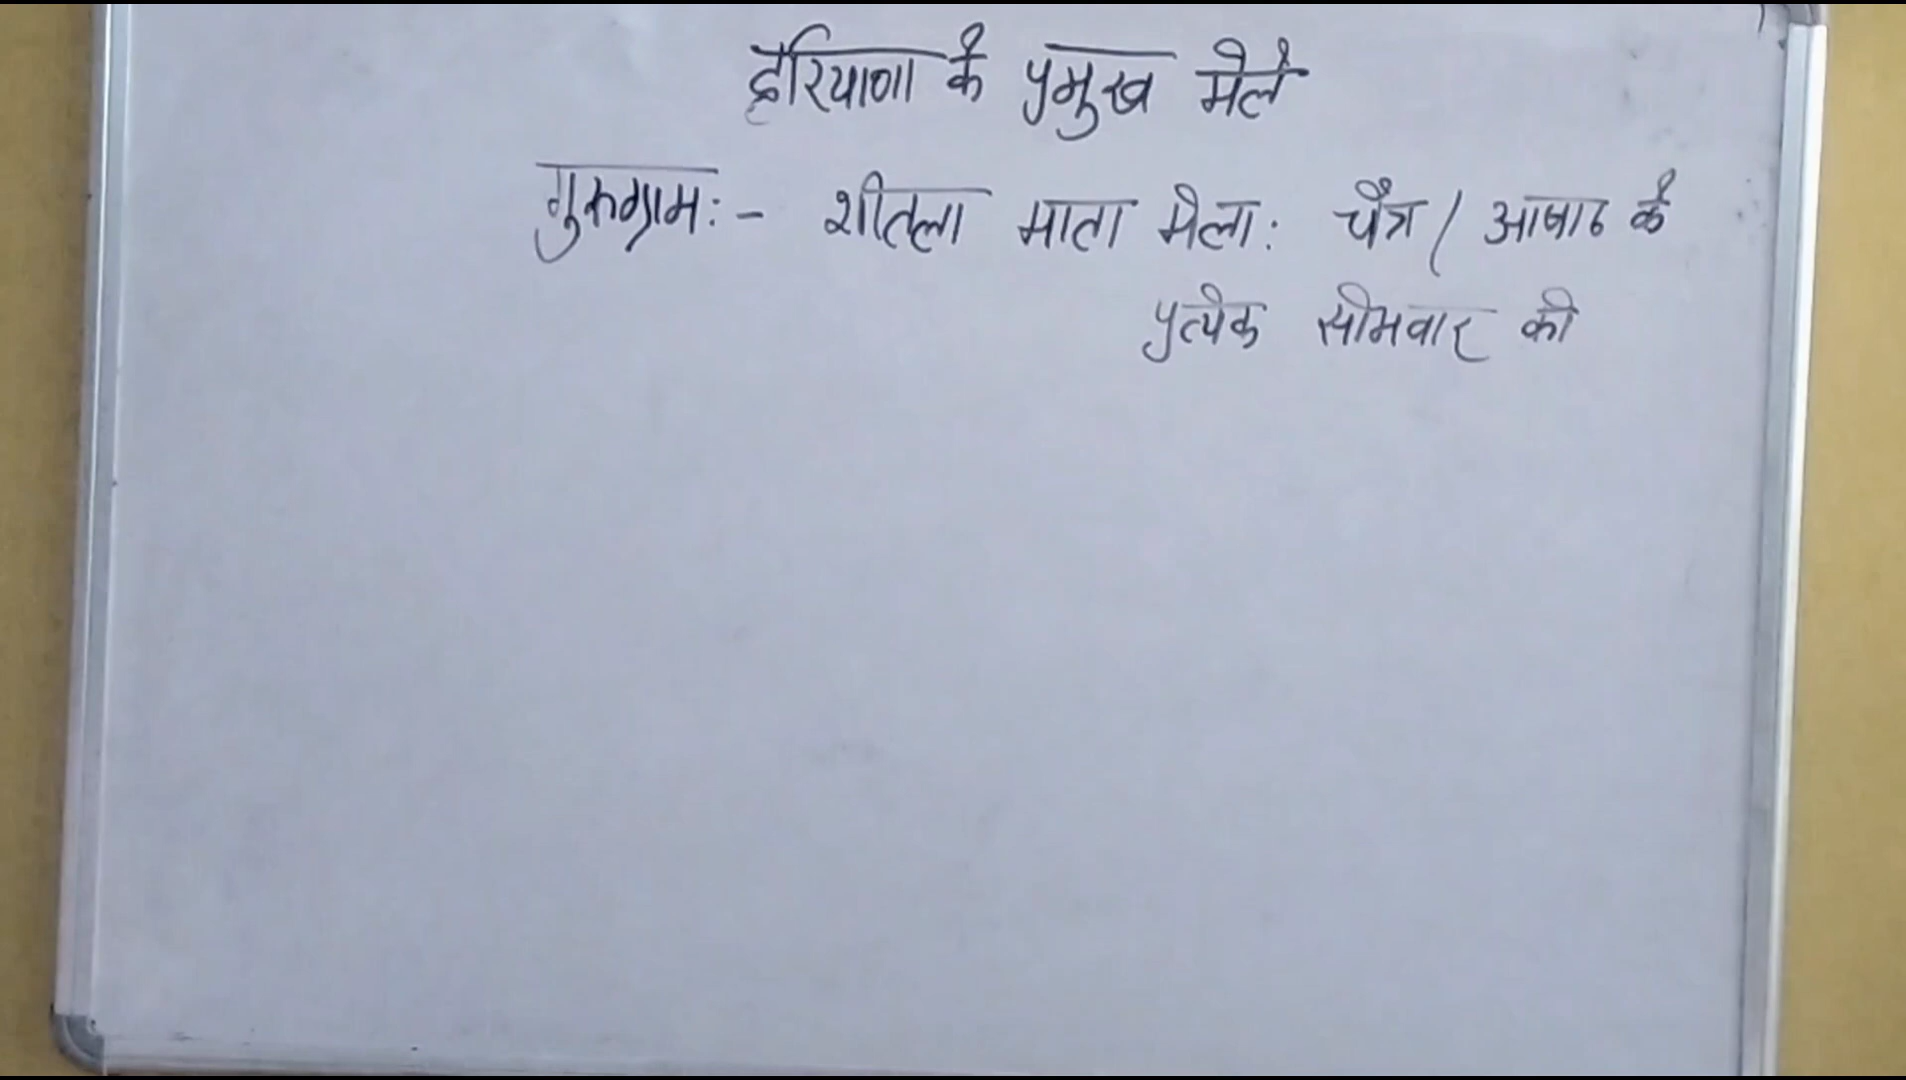 हरियाणा के प्रमुख मेले
गुरुग्राम:- शीतला माता मेला: चैत्र / आषाढ के
प्रत्येक सोमवार को